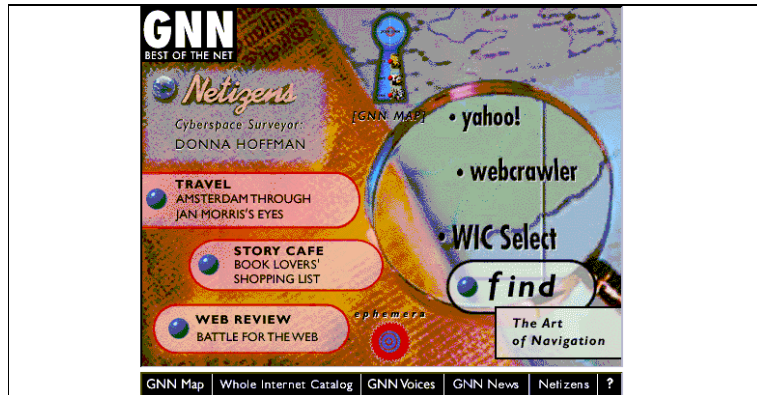 GNN
BEST OF THE NET
Netizens
Cyberspace Surveyor:
DONNA HOFFMAN
[GNN MAP]
• yahoo!
• webcrawler
• WIC Select
find
The Art
of Navigation
TRAVEL
AMSTERDAM THROUGH
JAN MORRIS'S EYES
STORY CAFE
BOOK LOVERS'
SHOPPING LIST
WEB REVIEW
BATTLE FOR THE WEB
ephemera
GNN Map | Whole Internet Catalog | GNN Voices | GNN News | Netizens | ?